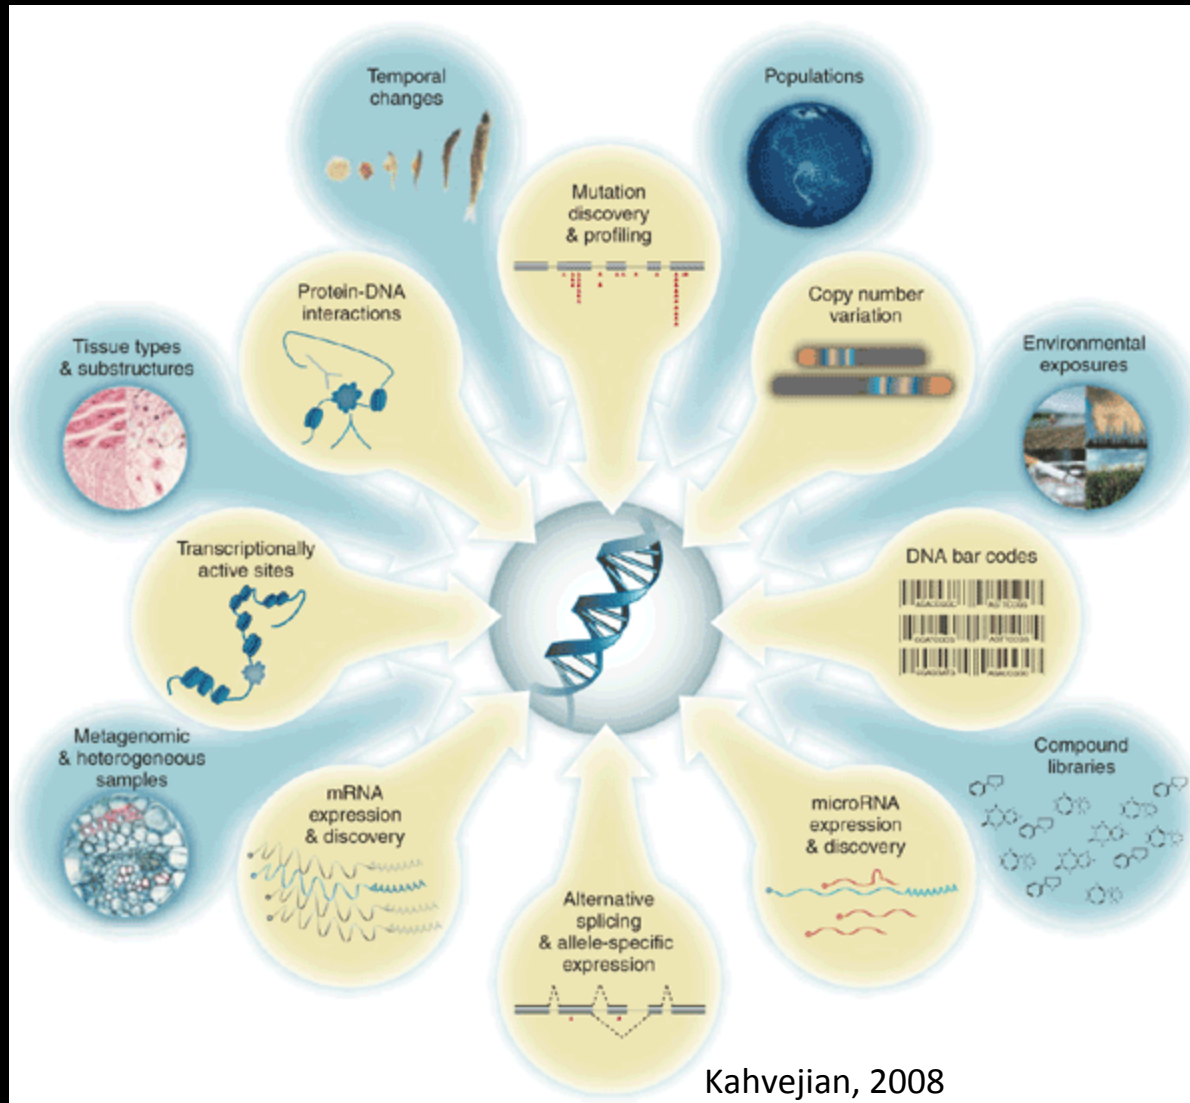 Temporal
changes
Populations
Mutation
discovery
& profiling
Protein-DNA
interactions
Copy number
variation
Tissue types
& substructures
Environmental
exposures
Transcriptionally
active sites
DNA bar codes
Metagenomic
& heterogeneous
samples
mRNA
expression
& discovery
microRNA
expression
& discovery
Compound
libraries
Alternative
splicing
& allele-specific
expression
Kahvejian, 2008